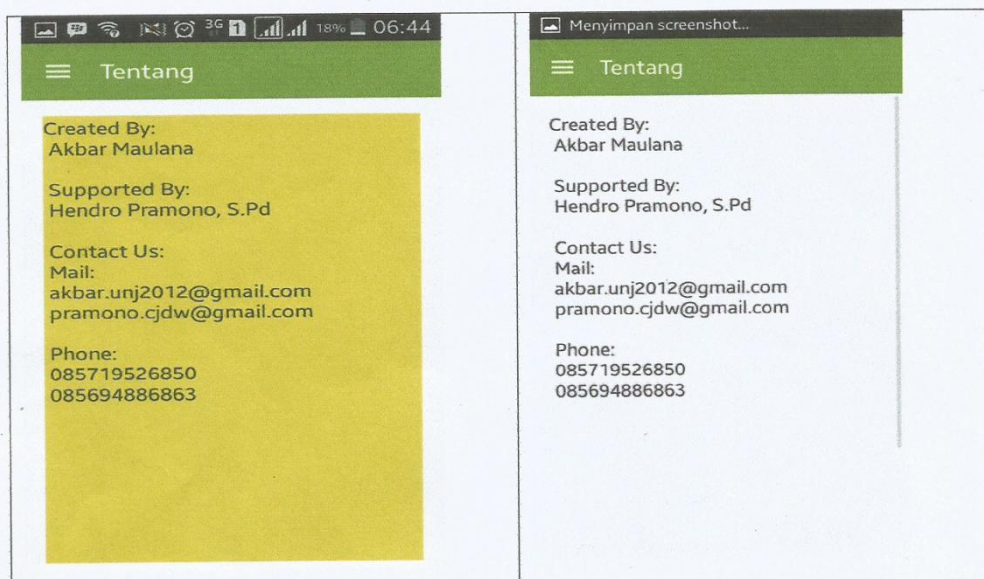 3G 1 18% 06:44
Tentang
Created By:
Akbar Maulana
Supported By:
Hendro Pramono, S.Pd
Contact Us:
Mail:
akbar.unj2012@gmail.com
pramono.cjdw@gmail.com
Phone:
085719526850
085694886863
Menyimpan screenshot...
Tentang
Created By:
Akbar Maulana
Supported By:
Hendro Pramono, S.Pd
Contact Us:
Mail:
akbar.unj2012@gmail.com
pramono.cjdw@gmail.com
Phone:
085719526850
085694886863